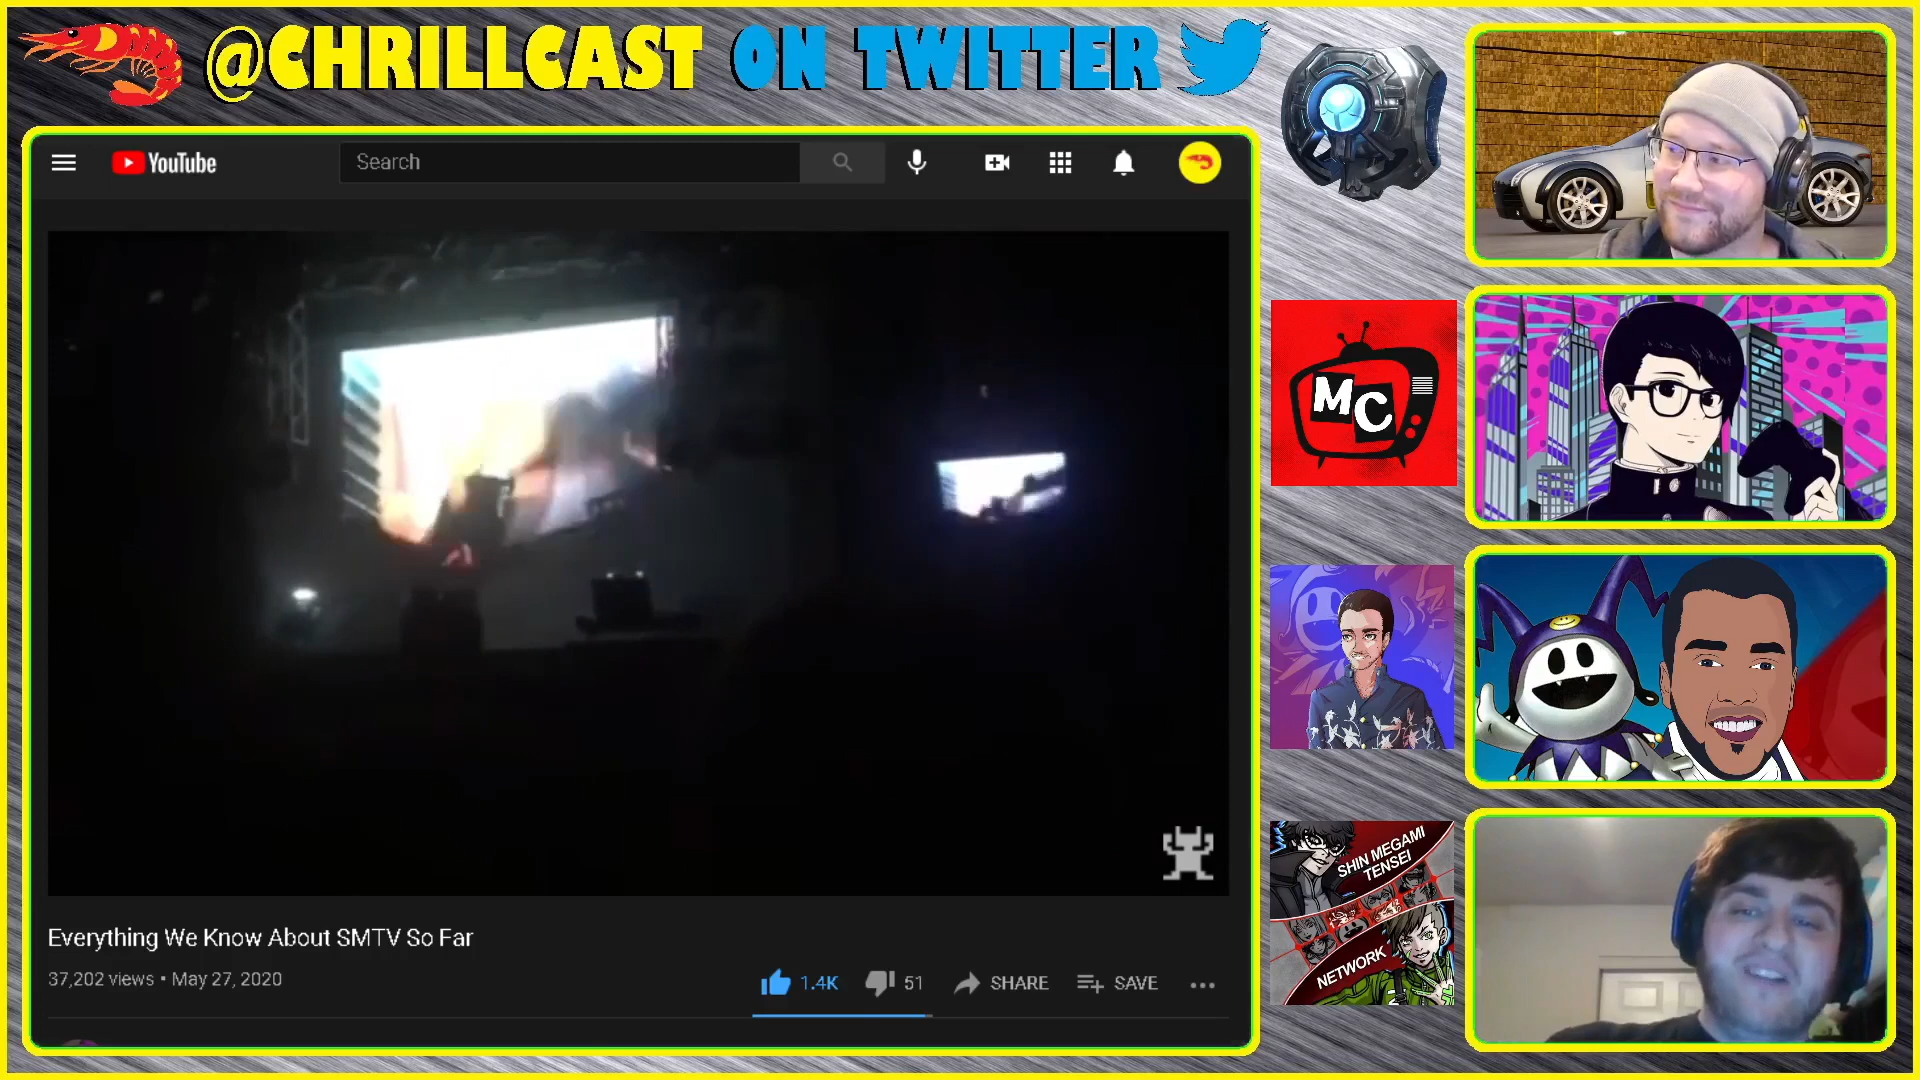 @CHRILLCAST ON TWITTER
YouTube
Search
Everything We Know About SMTV So Far
37,202 views • May 27, 2020
1.4K
51
SHARE
SAVE
MC
SHIN MEGAMI
TENSEI
NETWORK